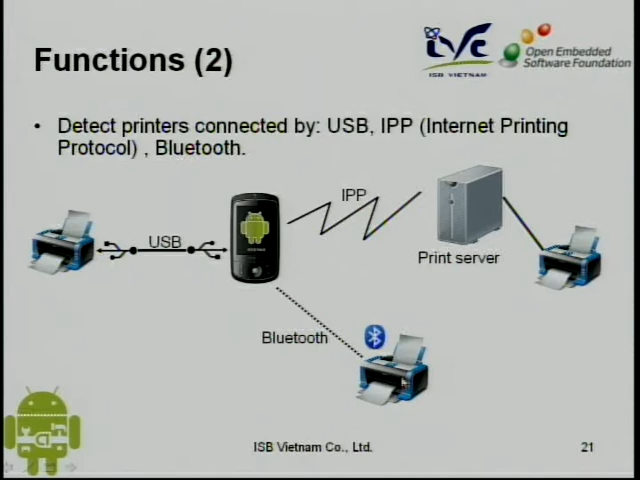 Functions (2)
ISB VIETNAM
Open Embedded
Software Foundation
• Detect printers connected by: USB, IPP (Internet Printing
Protocol) , Bluetooth.
IPP
USB
Print server
Bluetooth
ISB Vietnam Co., Ltd.
21